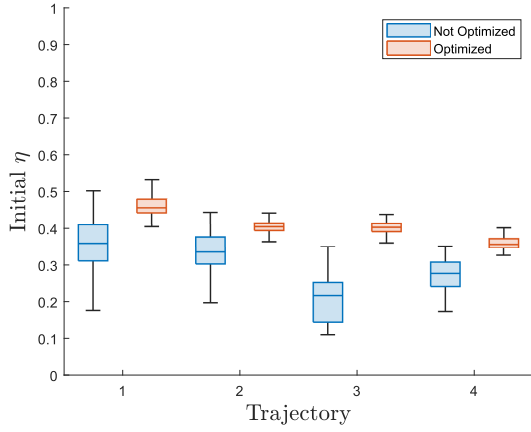 1
0.9
0.8
0.7
0.6
0.5
0.4
0.3
0.2
0.1
0
Initial η
Not Optimized
Optimized
1 2 3 4
Trajectory